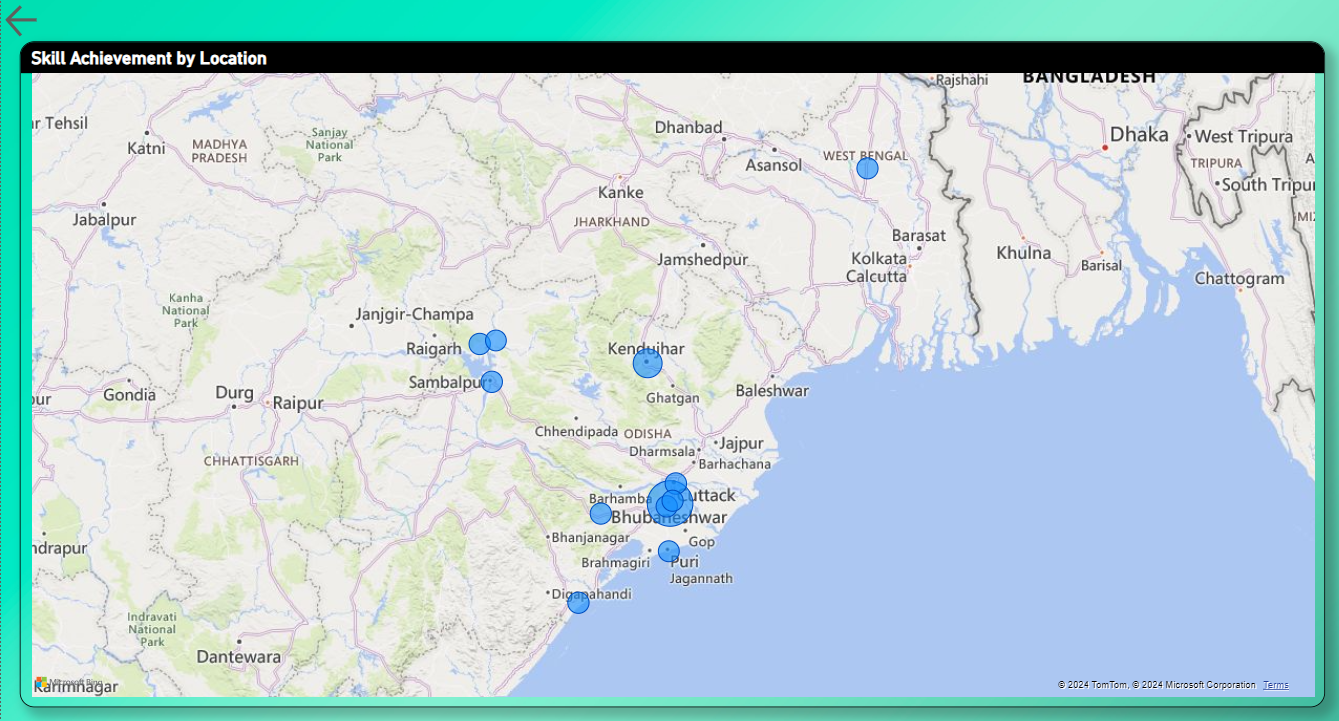 Skill Achievement by Location
BANGLADESH
Rajshahi
ar Tehsil
Dhanbad
Dhaka
West Tripura
Katni
MADHYA
PRADESH
Sanjay
National
Park
Asansol
WEST BENGAL
TRIPURA
South Tripur
Kanke
Jabalpur
JHARKHAND
Barasat
Jamshedpur
Kolkata
Calcutta
Khulna
Barisal
Chattogram
Kanha
National
Park
Janjgir-Champa
Raigarh
Kendujhar
Sambalpur
Baleshwar
Gondia
Durg
Raipur
Ghatgan
Chhendipada
ODISHA
Jajpur
Dharmsala
Barhachana
CHHATTISGARH
Barhamba
Cuttack
Bhubaneshwar
Bhanjanagar
Gop
ndrapur
Brahmagiri
Puri
Jagannath
Digapahandi
Indravati
National
Park
Dantewara
Karimnagar
Microsoft Bing
© 2024 TomTom, © 2024 Microsoft Corporation Terms